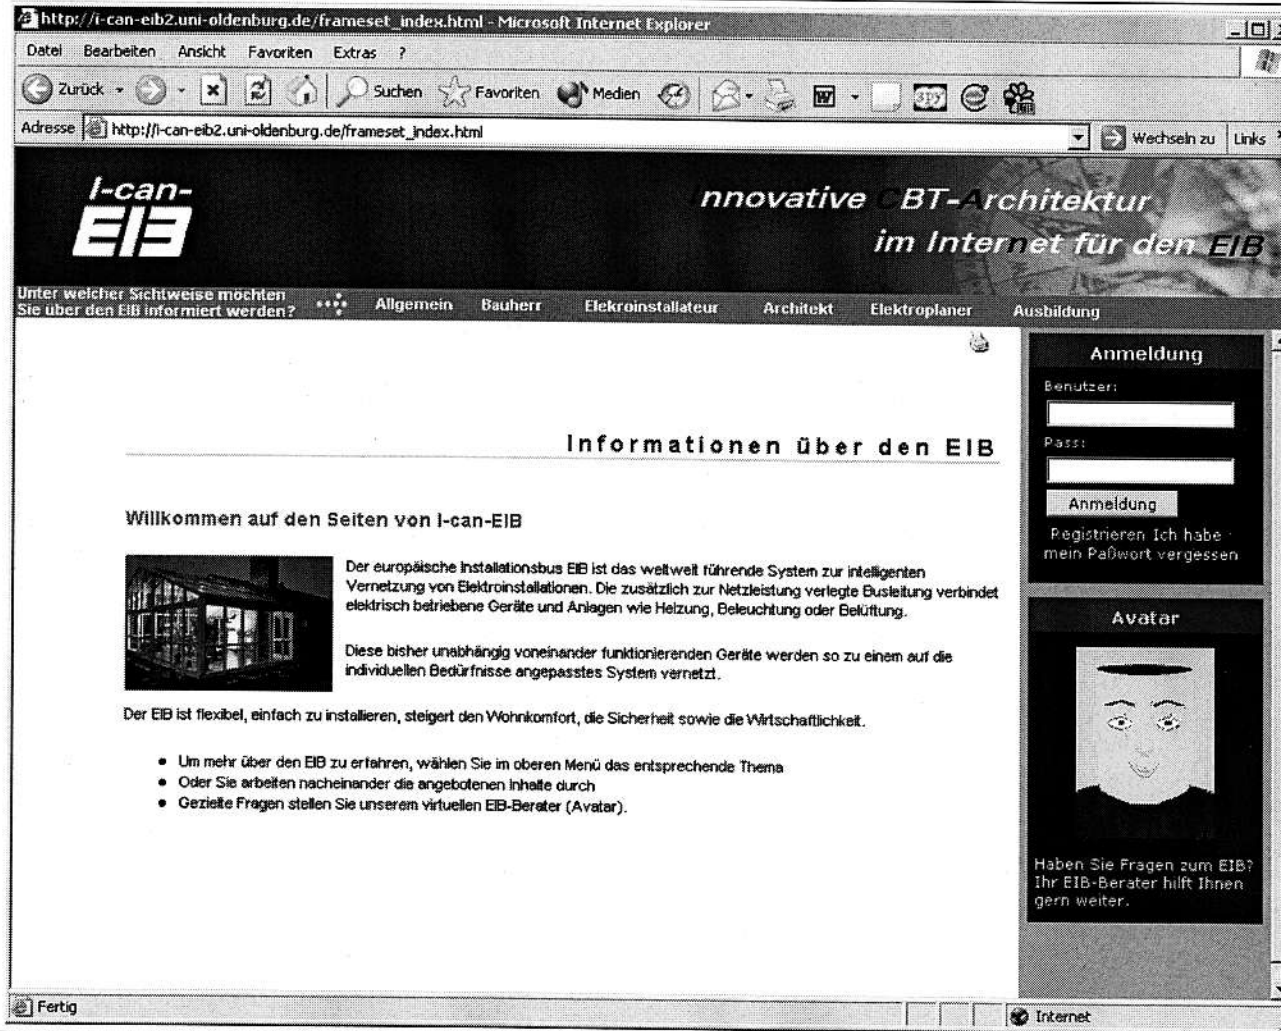 http://i-can-eib2.uni-oldenburg.de/frameset_index.html - Microsoft Internet Explorer
Datei Bearbeiten Ansicht Favoriten Extras ?
Zurück Suchen Favoriten Medien
Adresse http://i-can-eib2.uni-oldenburg.de/frameset_index.html Wechseln zu Links
I-can-
EIB
Innovative CBT-Architektur
im Internet für den EIB
Unter welcher Sichtweise möchten
Sie über den EIB informiert werden?
Allgemein Bauherr Elekroinstallateur Architekt Elektroplaner Ausbildung
Informationen über den EIB
Willkommen auf den Seiten von I-can-EIB
Der europäische Installationsbus EIB ist das weltweit führende System zur intelligenten
Vernetzung von Elektroinstallationen. Die zusätzlich zur Netzleistung verlegte Busleitung verbindet
elektrisch betriebene Geräte und Anlagen wie Heizung, Beleuchtung oder Belüftung.
Diese bisher unabhängig voneinander funktionierenden Geräte werden so zu einem auf die
individuellen Bedürfnisse angepasstes System vernetzt.
Der EIB ist flexibel, einfach zu installieren, steigert den Wohnkomfort, die Sicherheit sowie die Wirtschaftlichkeit.
• Um mehr über den EIB zu erfahren, wählen Sie im oberen Menü das entsprechende Thema
• Oder Sie arbeiten nacheinander die angebotenen Inhalte durch
• Gezielte Fragen stellen Sie unserem virtuellen EIB-Berater (Avatar).
Anmeldung
Benutzer:
Pass:
Anmeldung
Registrieren Ich habe
mein Paßwort vergessen
Avatar
Haben Sie Fragen zum EIB?
Ihr EIB-Berater hilft Ihnen
gern weiter.
Fertig
Internet